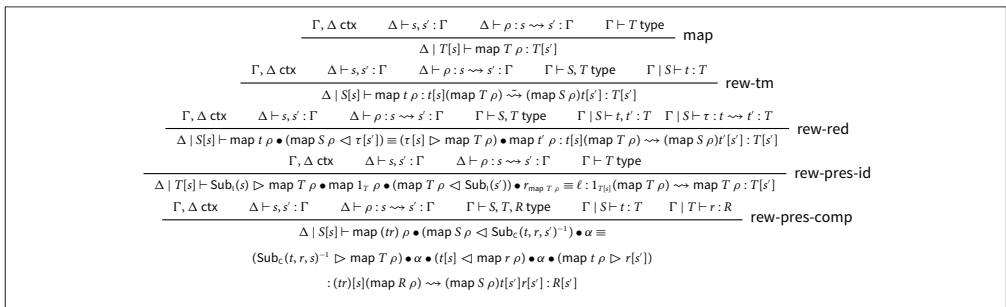 Γ, Δ ctx Δ ⊢ s, s′ : Γ Δ ⊢ ρ : s ⇝ s′ : Γ Γ ⊢ T type
map
Δ | T[s] ⊢ map T ρ : T[s′]
Γ, Δ ctx Δ ⊢ s, s′ : Γ Δ ⊢ ρ : s ⇝ s′ : Γ Γ ⊢ S, T type Γ | S ⊢ t : T
rew-tm
Δ | S[s] ⊢ map t ρ : t[s](map T ρ) ⥲ (map S ρ)t[s′] : T[s′]
Γ, Δ ctx Δ ⊢ s, s′ : Γ Δ ⊢ ρ : s ⇝ s′ : Γ Γ ⊢ S, T type Γ | S ⊢ t, t′ : T Γ | S ⊢ τ : t ⇝ t′ : T
rew-red
Δ | S[s] ⊢ map t ρ • (map S ρ ◁ τ[s′]) ≡ (τ[s] ▷ map T ρ) • map t′ ρ : t[s](map T ρ) ⇝ (map S ρ)t′[s′] : T[s′]
Γ, Δ ctx Δ ⊢ s, s′ : Γ Δ ⊢ ρ : s ⇝ s′ : Γ Γ ⊢ T type
rew-pres-id
Δ | T[s] ⊢ Subᵢ(s) ▷ map T ρ • map 1_T ρ • (map T ρ ◁ Subᵢ(s′)) • r_{map T ρ} ≡ ℓ : 1_{T[s]}(map T ρ) ⇝ map T ρ : T[s′]
Γ, Δ ctx Δ ⊢ s, s′ : Γ Δ ⊢ ρ : s ⇝ s′ : Γ Γ ⊢ S, T, R type Γ | S ⊢ t : T Γ | T ⊢ r : R
rew-pres-comp
Δ | S[s] ⊢ map (tr) ρ • (map S ρ ◁ Sub_c(t, r, s′)⁻¹) • α ≡
(Sub_c(t, r, s)⁻¹ ▷ map T ρ) • α • (t[s] ◁ map r ρ) • α • (map t ρ ▷ r[s′])
: (tr)[s](map R ρ) ⇝ (map S ρ)t[s′]r[s′] : R[s′]